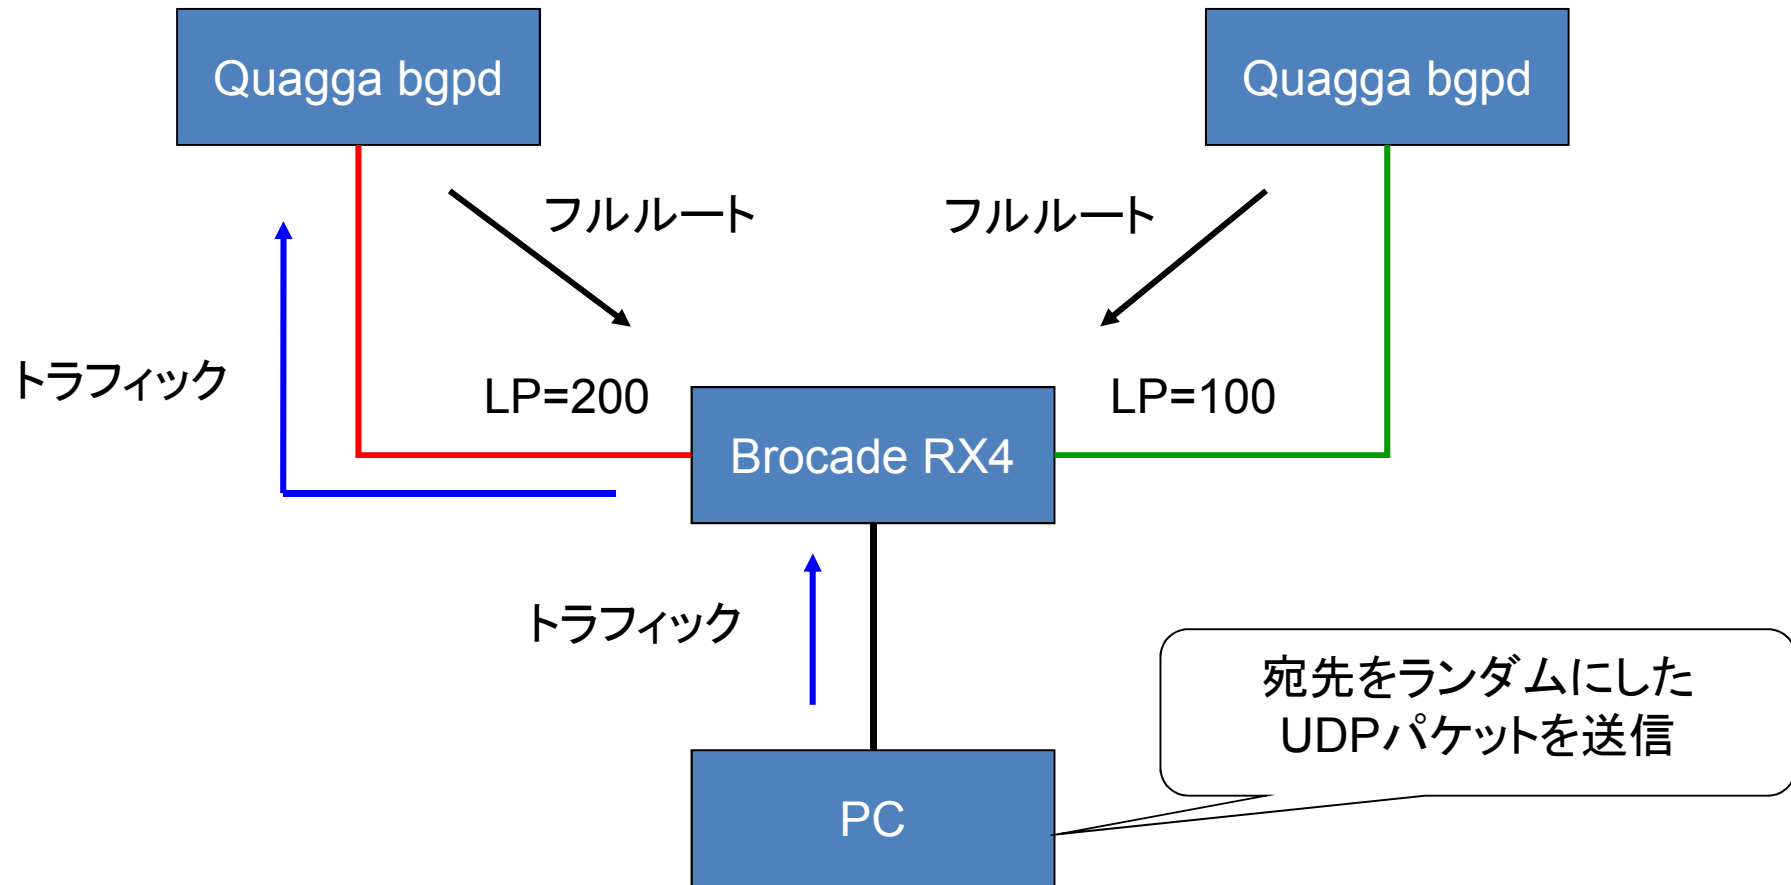 Quagga bgpd
Quagga bgpd
フルルート
フルルート
トラフィック
LP=200
LP=100
Brocade RX4
トラフィック
宛先をランダムにした
UDPパケットを送信
PC